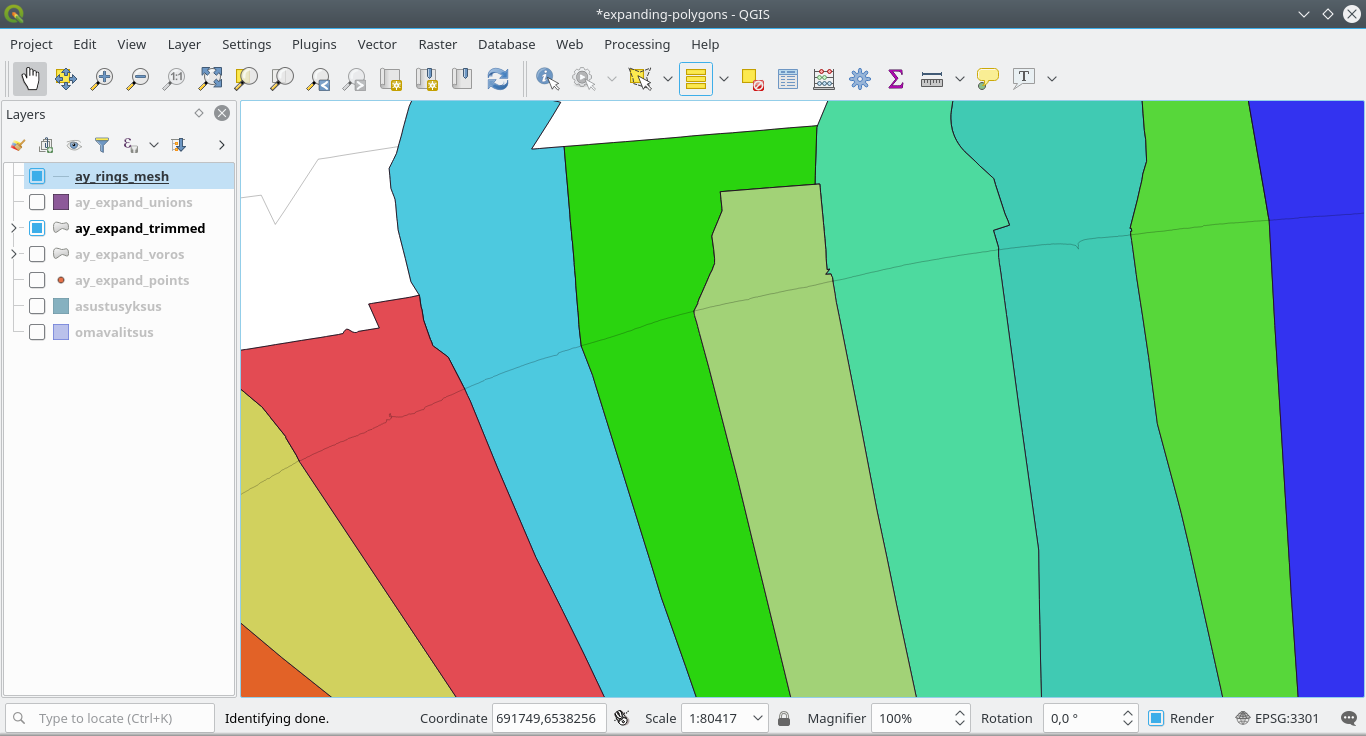 *expanding-polygons - QGIS
Project Edit View Layer Settings Plugins Vector Raster Database Web Processing Help
1:1
T
Layers
ay_rings_mesh
ay_expand_unions
ay_expand_trimmed
ay_expand_voros
ay_expand_points
asustusyksus
omavalitsus
Type to locate (Ctrl+K) Identifying done. Coordinate 691749,6538256 Scale 1:80417 Magnifier 100% Rotation 0,0 ° Render EPSG:3301